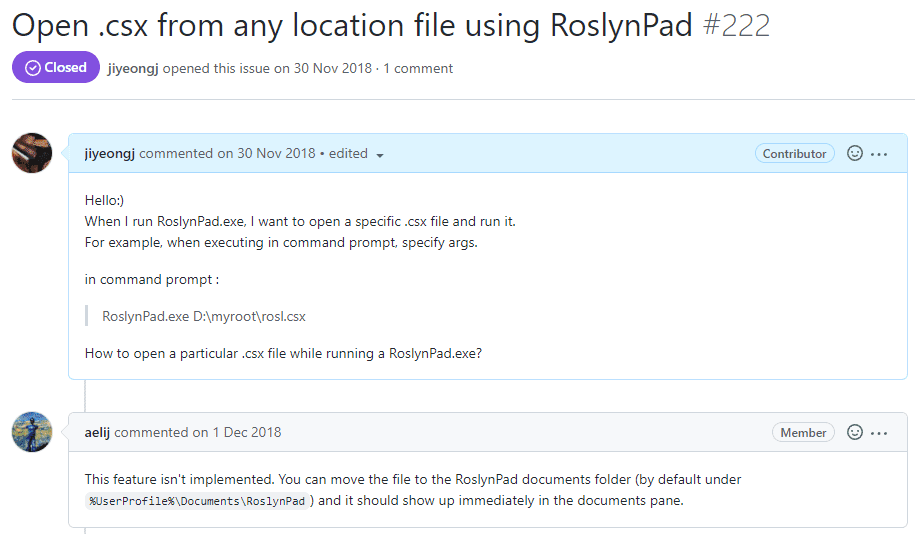 Open .csx from any location file using RoslynPad #222
Closed jiyeongj opened this issue on 30 Nov 2018 · 1 comment
jiyeongj commented on 30 Nov 2018 • edited Contributor
Hello:)
When I run RoslynPad.exe, I want to open a specific .csx file and run it.
For example, when executing in command prompt, specify args.
in command prompt :
RoslynPad.exe D:\myroot\rosl.csx
How to open a particular .csx file while running a RoslynPad.exe?
aelij commented on 1 Dec 2018 Member
This feature isn't implemented. You can move the file to the RoslynPad documents folder (by default under
%UserProfile%\Documents\RoslynPad ) and it should show up immediately in the documents pane.